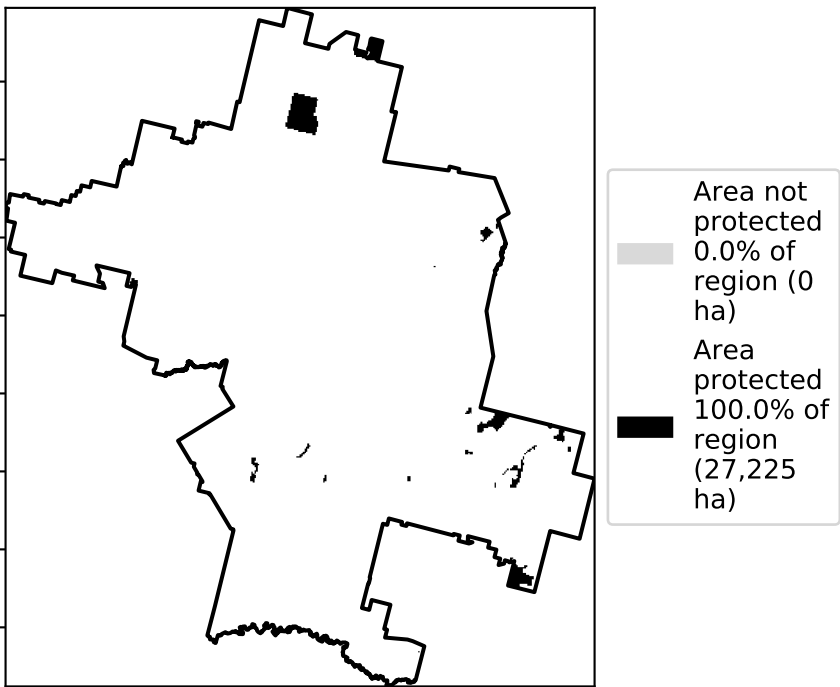 Area not
protected
0.0% of
region (0
ha)
Area
protected
100.0% of
region
(27,225
ha)